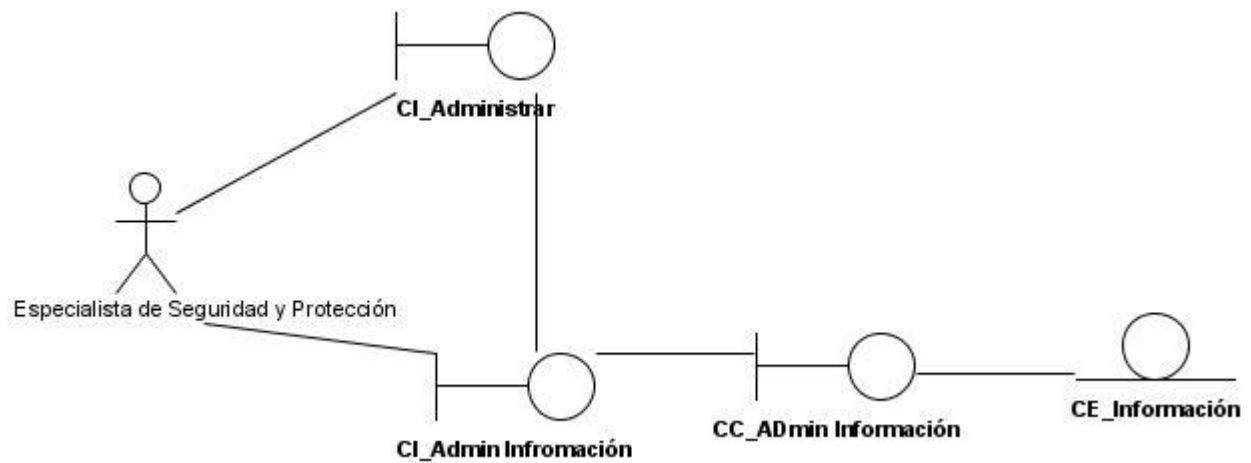 CI_Administrar
Especialista de Seguridad y Protección
CI_Admin Infromación
CC_ADmin Información
CE_Información